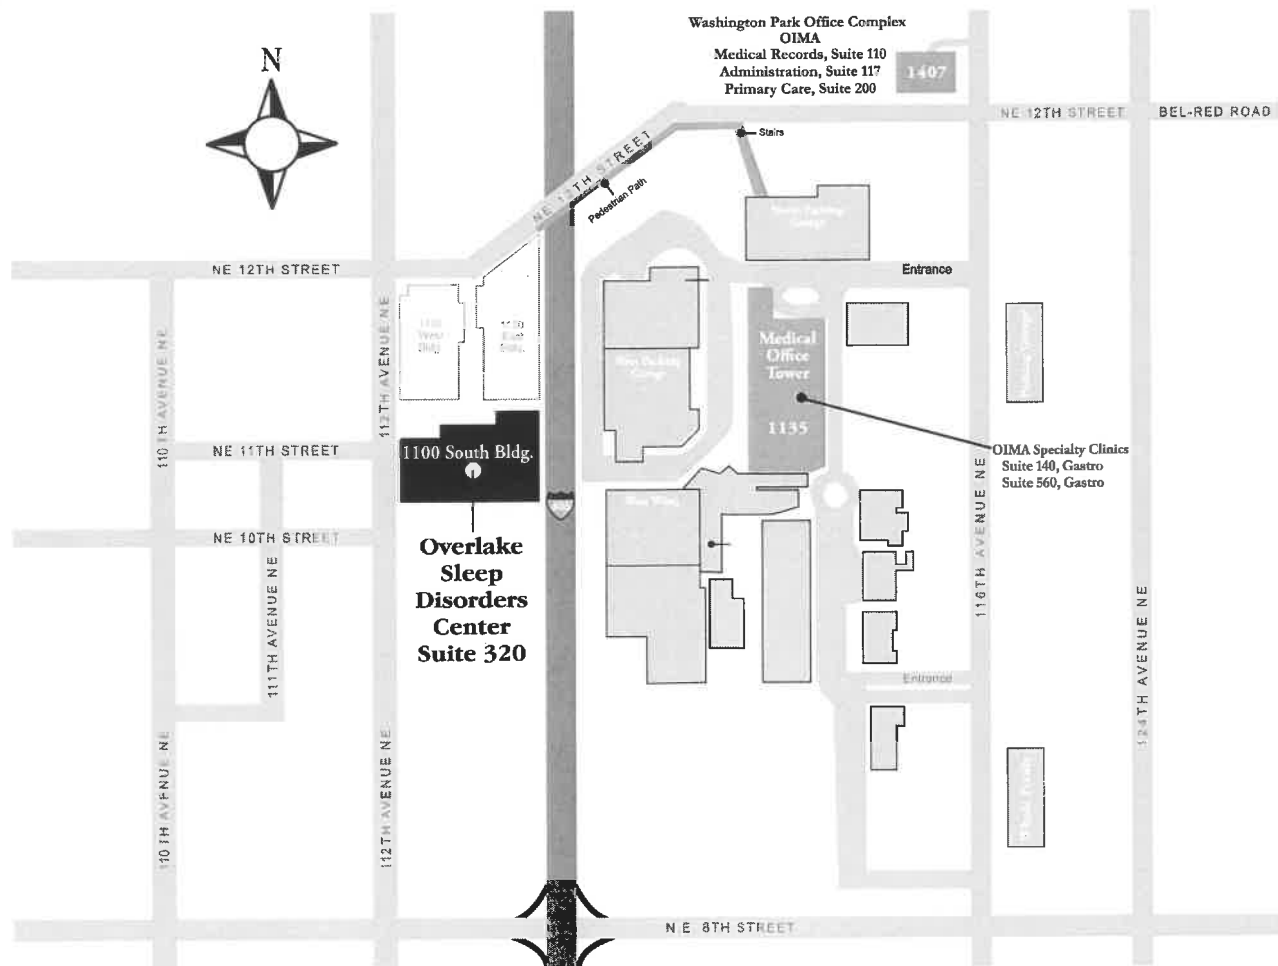 Washington Park Office Complex
OIMA
Medical Records, Suite 110
Administration, Suite 117
Primary Care, Suite 200
1407
N
NE 12TH STREET
BEL-RED ROAD
Stairs
NE 12TH STREET
Pedestrian Path
NE 12TH STREET
Entrance
110TH AVENUE NE
112TH AVENUE NE
Medical
Office
Tower
1135
NE 11TH STREET
1100 South Bldg.
OIMA Specialty Clinics
Suite 140, Gastro
Suite 560, Gastro
NE 10TH STREET
Overlake
Sleep
Disorders
Center
Suite 320
111TH AVENUE NE
116TH AVENUE NE
124TH AVENUE NE
Entrance
110TH AVENUE NE
112TH AVENUE NE
NE 8TH STREET